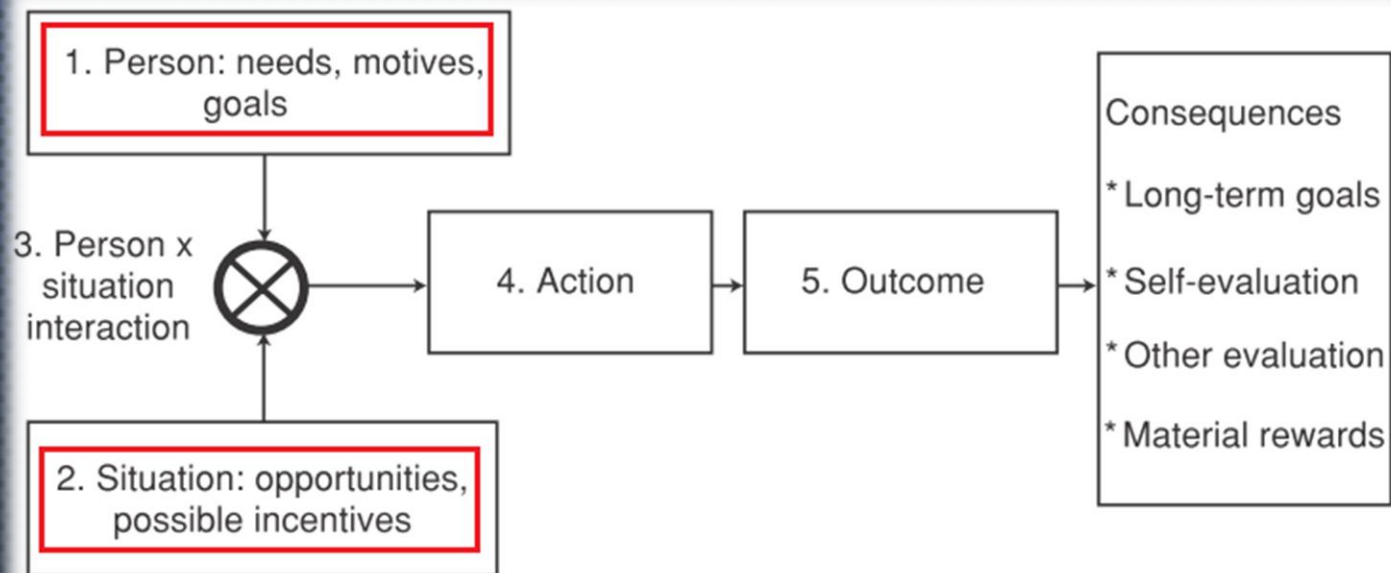 1. Person: needs, motives,
goals
3. Person x
situation
interaction
2. Situation: opportunities,
possible incentives
4. Action
5. Outcome
Consequences
* Long-term goals
* Self-evaluation
* Other evaluation
* Material rewards